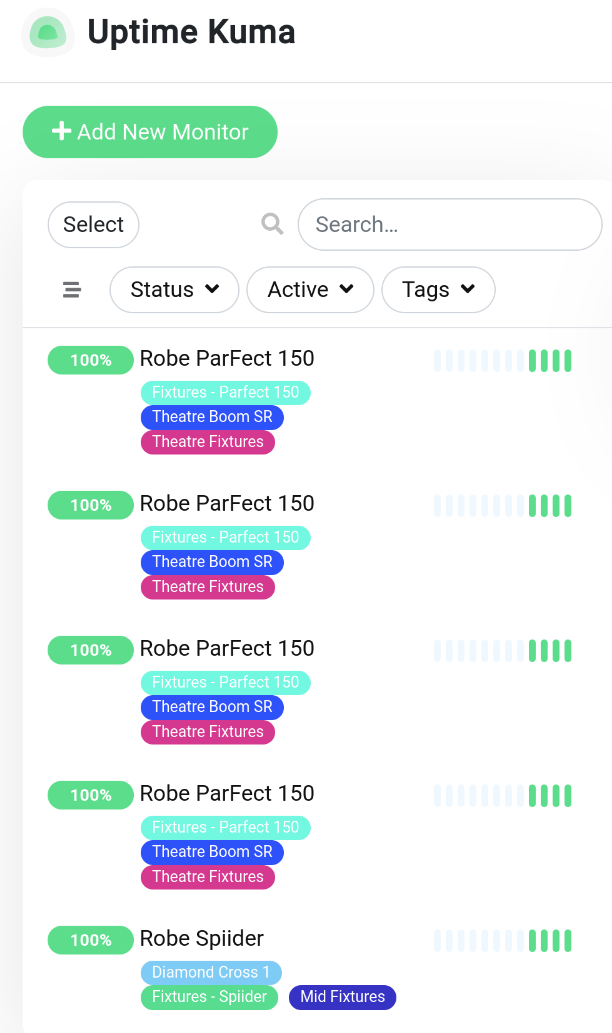 Uptime Kuma
Add New Monitor
Select
Search...
Status
Active
Tags
100% Robe ParFect 150
Fixtures - Parfect 150
Theatre Boom SR
Theatre Fixtures
100% Robe ParFect 150
Fixtures - Parfect 150
Theatre Boom SR
Theatre Fixtures
100% Robe ParFect 150
Fixtures - Parfect 150
Theatre Boom SR
Theatre Fixtures
100% Robe ParFect 150
Fixtures - Parfect 150
Theatre Boom SR
Theatre Fixtures
100% Robe Spiider
Diamond Cross 1
Fixtures - Spiider Mid Fixtures